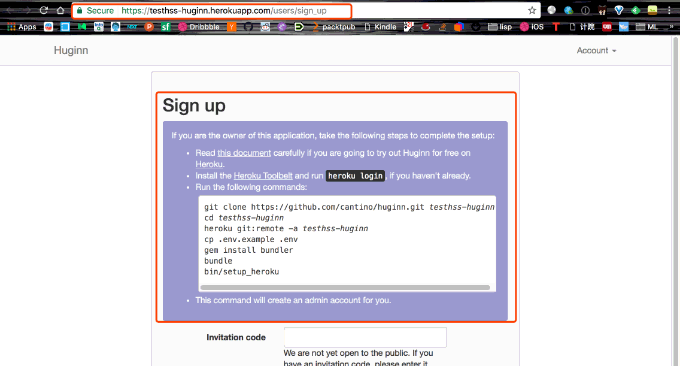 Secure https://testhss-huginn.herokuapp.com/users/sign_up
Apps Dribbble packtpub Kindle lisp iOS 计院 ML
Huginn Account
Sign up
If you are the owner of this application, take the following steps to complete the setup:
Read this document carefully if you are going to try out Huginn for free on
Heroku.
Install the Heroku Toolbelt and run heroku login, if you haven't already.
Run the following commands:
git clone https://github.com/cantino/huginn.git testhss-huginn
cd testhss-huginn
heroku git:remote -a testhss-huginn
cp .env.example .env
gem install bundler
bundle
bin/setup_heroku
This command will create an admin account for you.
Invitation code
We are not yet open to the public. If you
have an invitation code, please enter it